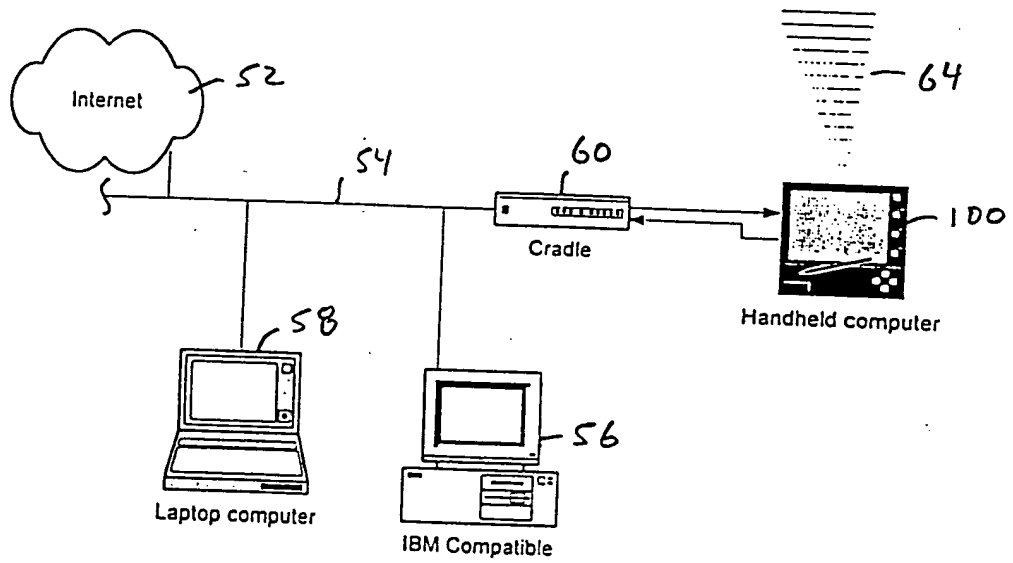 Internet
52
64
54
60
100
Cradle
Handheld computer
58
56
Laptop computer
IBM Compatible